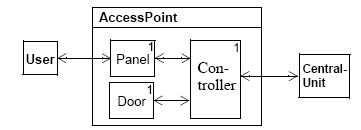 AccessPoint
User
Panel
1
Con-
troller
1
Door
1
Central-
Unit